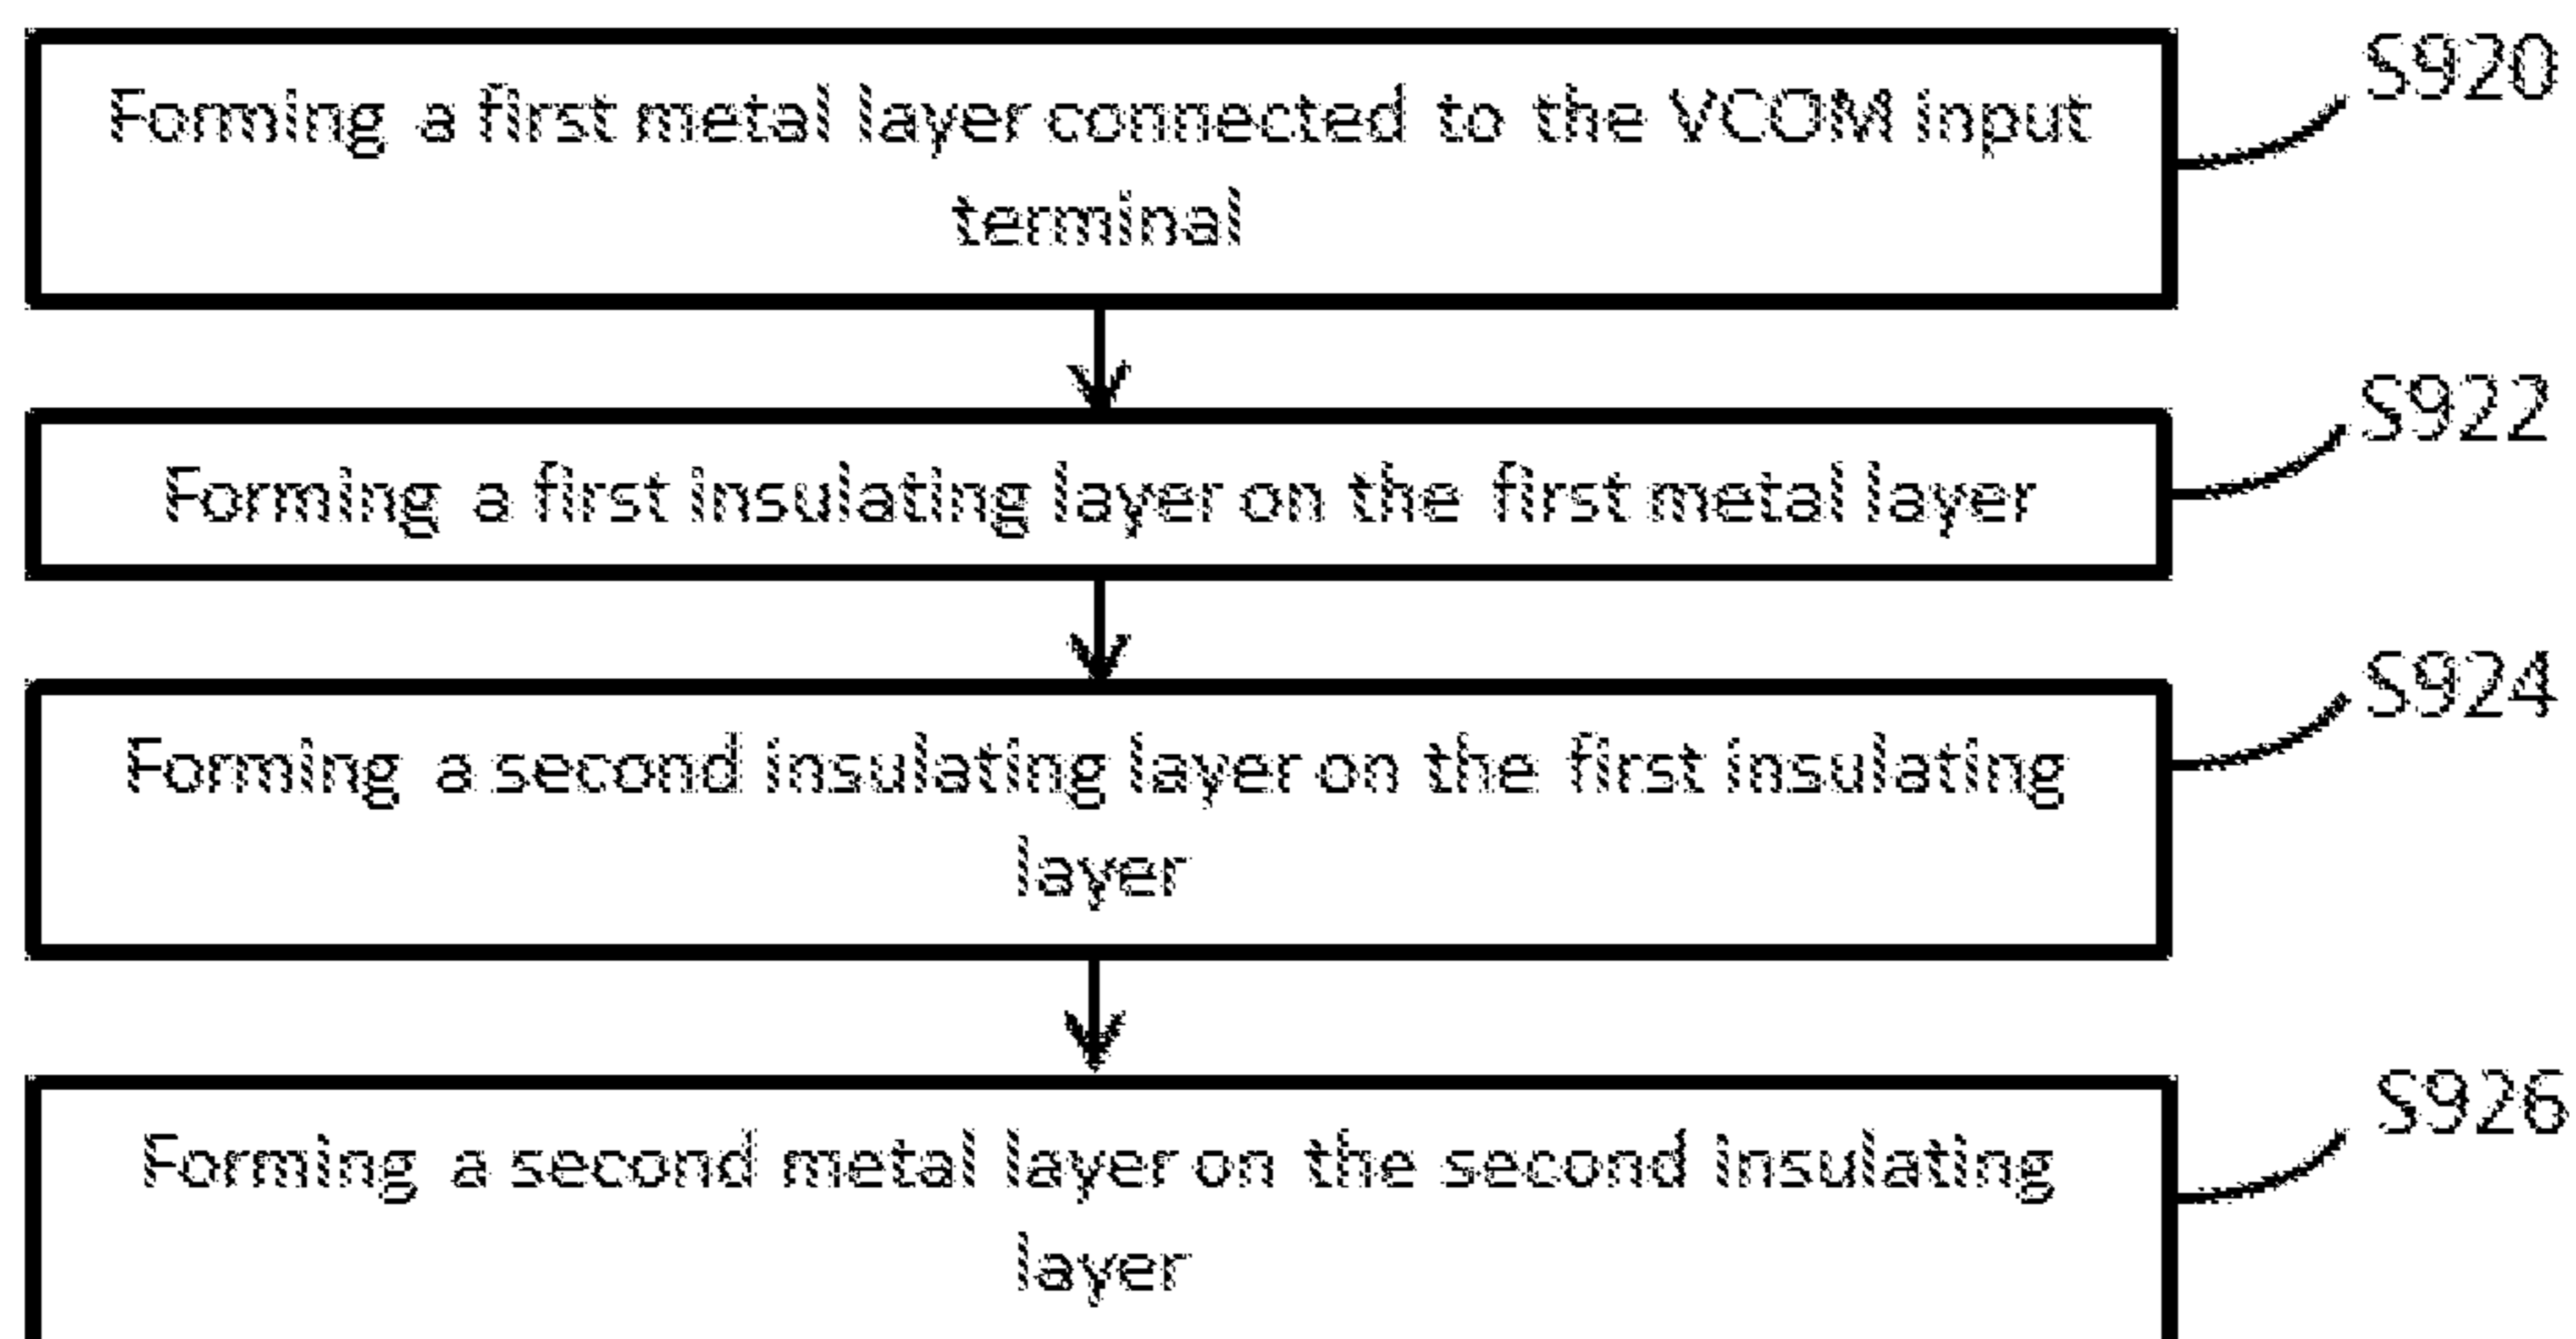 Forming a first metal layer connected to the VCOM input
terminal
S920
Forming a first insulating layer on the first metal layer
S922
Forming a second insulating layer on the first insulating
layer
S924
Forming a second metal layer on the second insulating
layer
S926